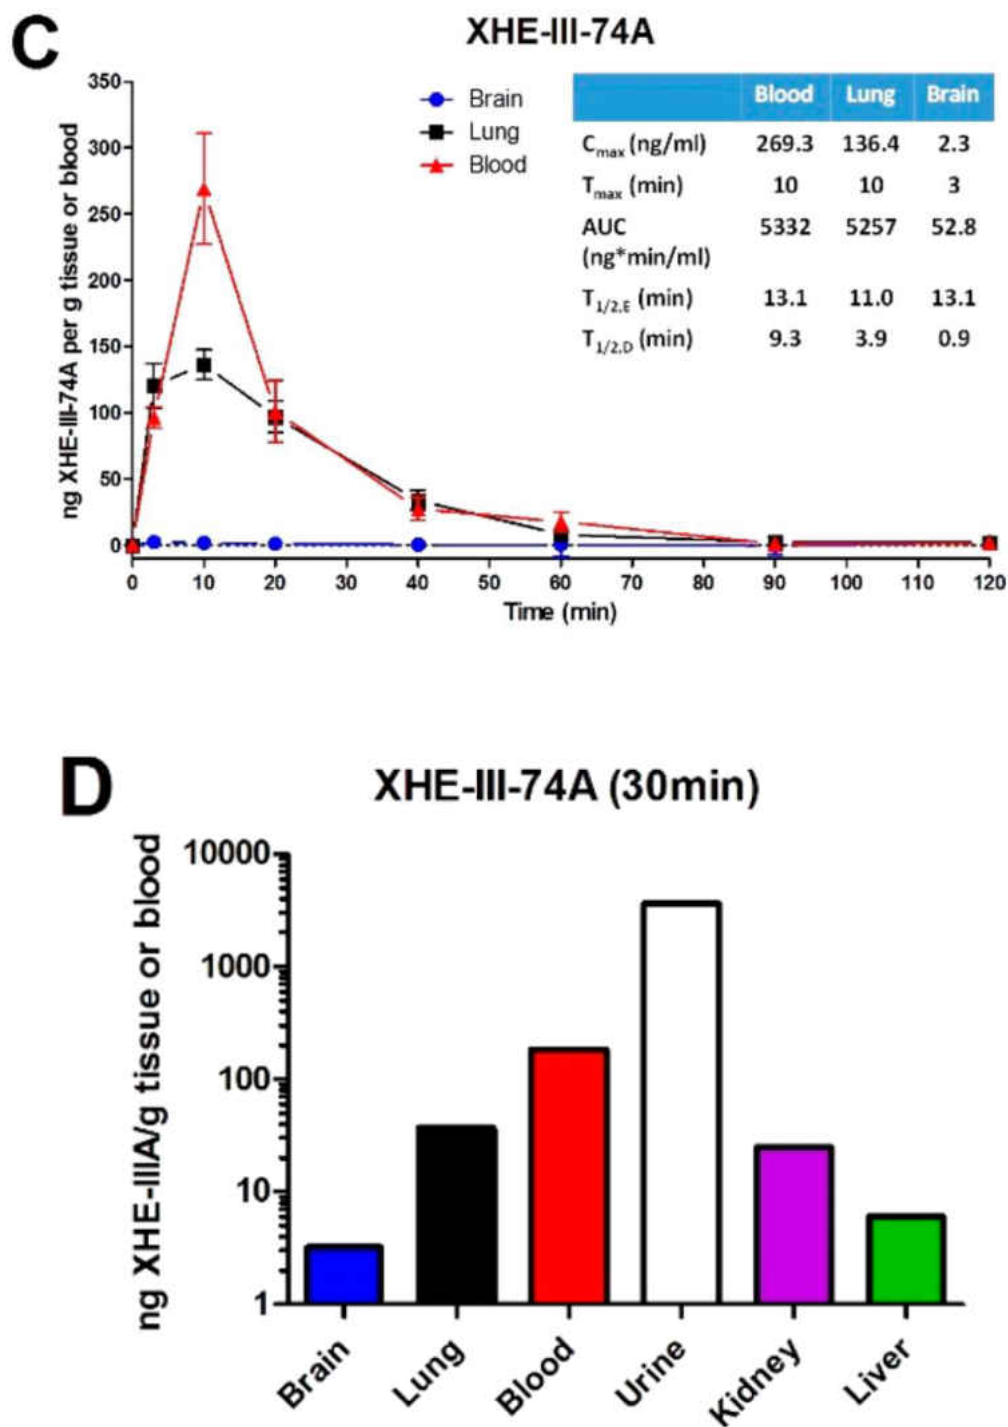 C
XHE-III-74A
ng XHE-III-74A per g tissue or blood
350
300
250
200
150
100
50
0
0 10 20 30 40 50 60 70 80 90 100 110 120
Time (min)
Brain
Lung
Blood
Blood Lung Brain
Cmax (ng/ml) 269.3 136.4 2.3
Tmax (min) 10 10 3
AUC 5332 5257 52.8
(ng*min/ml)
T1/2,E (min) 13.1 11.0 13.1
T1/2,D (min) 9.3 3.9 0.9
D
XHE-III-74A (30min)
ng XHE-IIIA/g tissue or blood
10000
1000
100
10
1
Brain Lung Blood Urine Kidney Liver